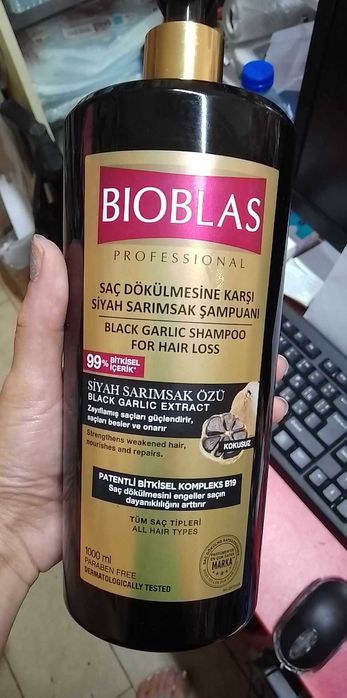 BIOBLAS
PROFESSIONAL
SAÇ DÖKÜLMESİNE KARŞI
SİYAH SARIMSAK ŞAMPUANI
BLACK GARLIC SHAMPOO
FOR HAIR LOSS
99% BİTKİSEL
İÇERİK*
SİYAH SARIMSAK ÖZÜ
BLACK GARLIC EXTRACT
Zayıflamış saçları güçlendirir,
saçları besler ve onarır
Strengthens weakened hair,
nourishes and repairs.
KOKUSUZ
PATENTLİ BİTKİSEL KOMPLEKS B19
Saç dökülmesini engeller saçın
dayanıklılığını arttırır
TÜM SAÇ TİPLERİ
ALL HAIR TYPES
1000 ml
PARABEN FREE
DERMATOLOGICALLY TESTED
MARKA